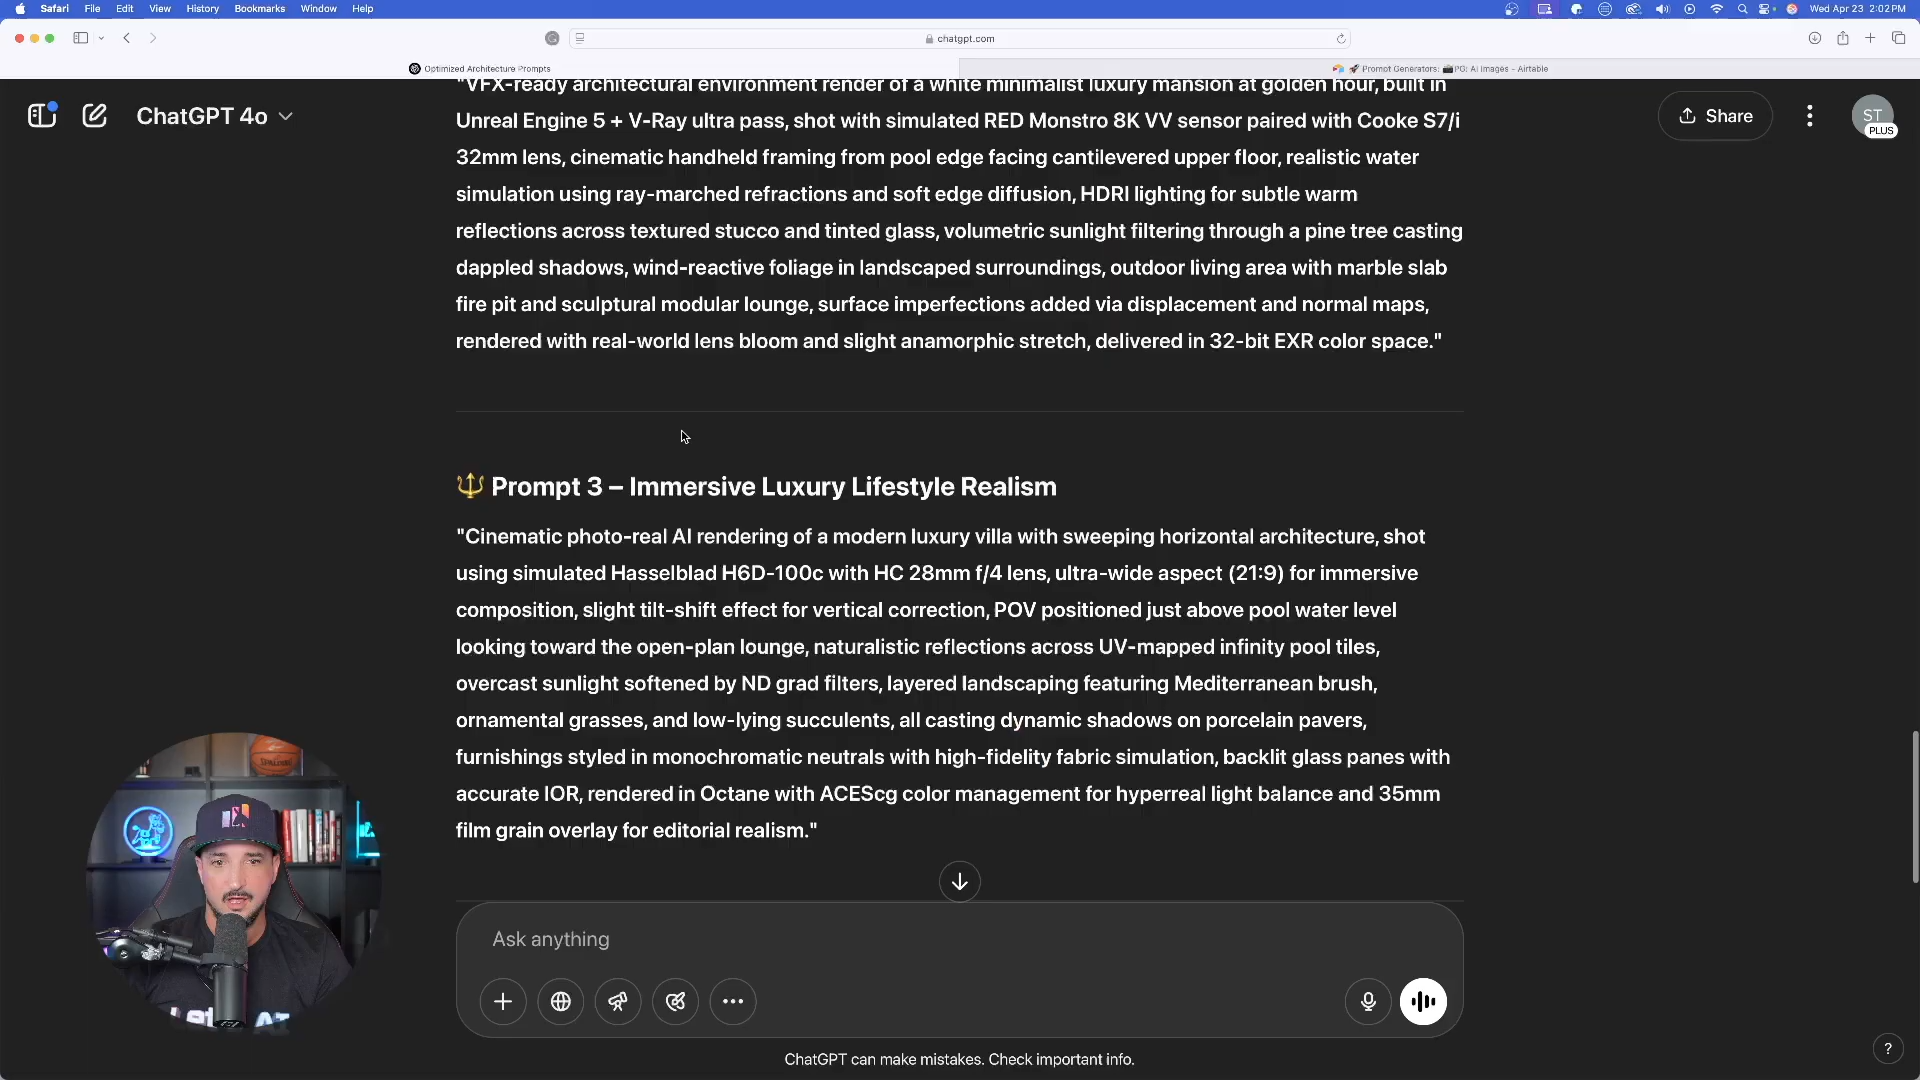 Safari File Edit View History Bookmarks Window Help
Wed Apr 23 2:02PM
chatgpt.com
Optimized Architecture Prompts
Prompt Generators: PG: Ai Images - Airtable
ChatGPT 4o
Share
ST
PLUS
"VFX-ready architectural environment render of a white minimalist luxury mansion at golden hour, built in
Unreal Engine 5 + V-Ray ultra pass, shot with simulated RED Monstro 8K VV sensor paired with Cooke S7/i
32mm lens, cinematic handheld framing from pool edge facing cantilevered upper floor, realistic water
simulation using ray-marched refractions and soft edge diffusion, HDRI lighting for subtle warm
reflections across textured stucco and tinted glass, volumetric sunlight filtering through a pine tree casting
dappled shadows, wind-reactive foliage in landscaped surroundings, outdoor living area with marble slab
fire pit and sculptural modular lounge, surface imperfections added via displacement and normal maps,
rendered with real-world lens bloom and slight anamorphic stretch, delivered in 32-bit EXR color space."
🔱 Prompt 3 – Immersive Luxury Lifestyle Realism
"Cinematic photo-real AI rendering of a modern luxury villa with sweeping horizontal architecture, shot
using simulated Hasselblad H6D-100c with HC 28mm f/4 lens, ultra-wide aspect (21:9) for immersive
composition, slight tilt-shift effect for vertical correction, POV positioned just above pool water level
looking toward the open-plan lounge, naturalistic reflections across UV-mapped infinity pool tiles,
overcast sunlight softened by ND grad filters, layered landscaping featuring Mediterranean brush,
ornamental grasses, and low-lying succulents, all casting dynamic shadows on porcelain pavers,
furnishings styled in monochromatic neutrals with high-fidelity fabric simulation, backlit glass panes with
accurate IOR, rendered in Octane with ACEScg color management for hyperreal light balance and 35mm
film grain overlay for editorial realism."
SPALDING
Ask anything
ChatGPT can make mistakes. Check important info.
?